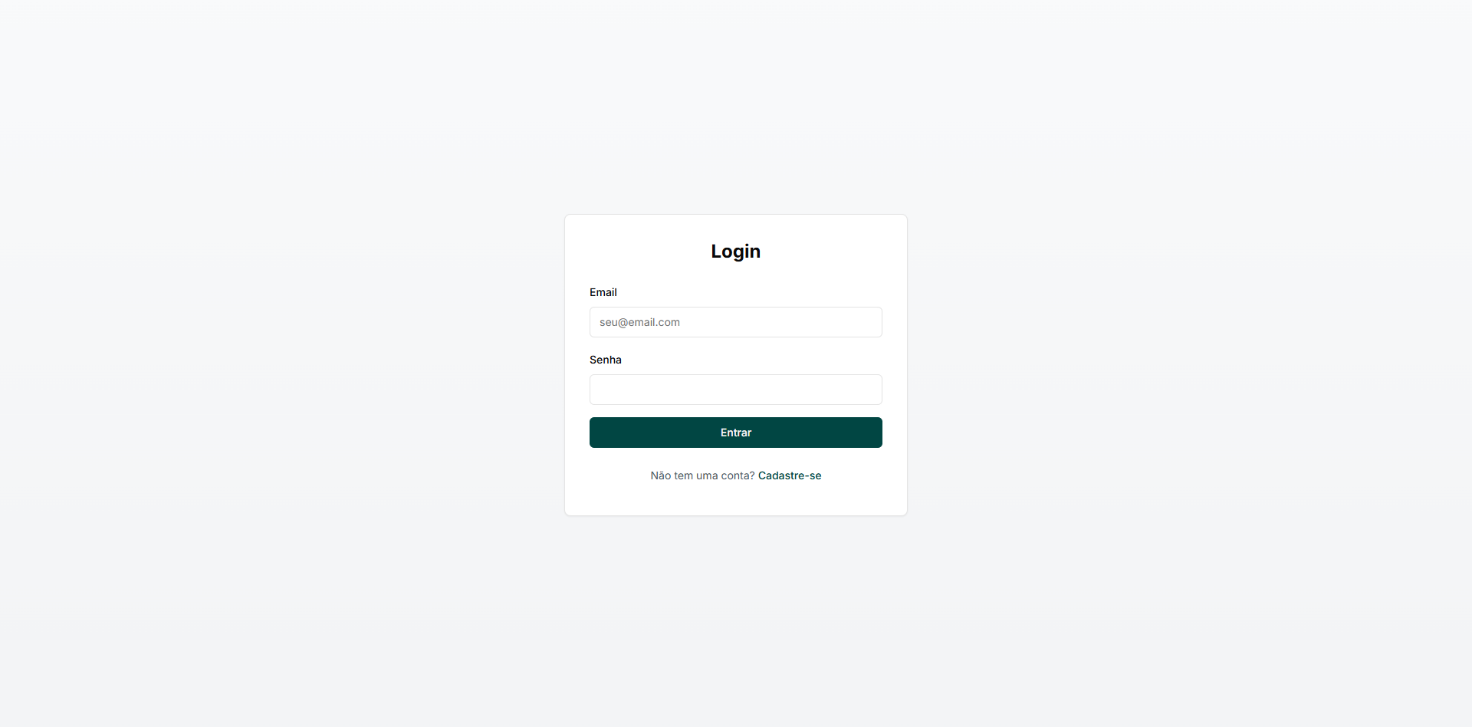 Login
Email
seu@email.com
Senha
Entrar
Não tem uma conta? Cadastre-se